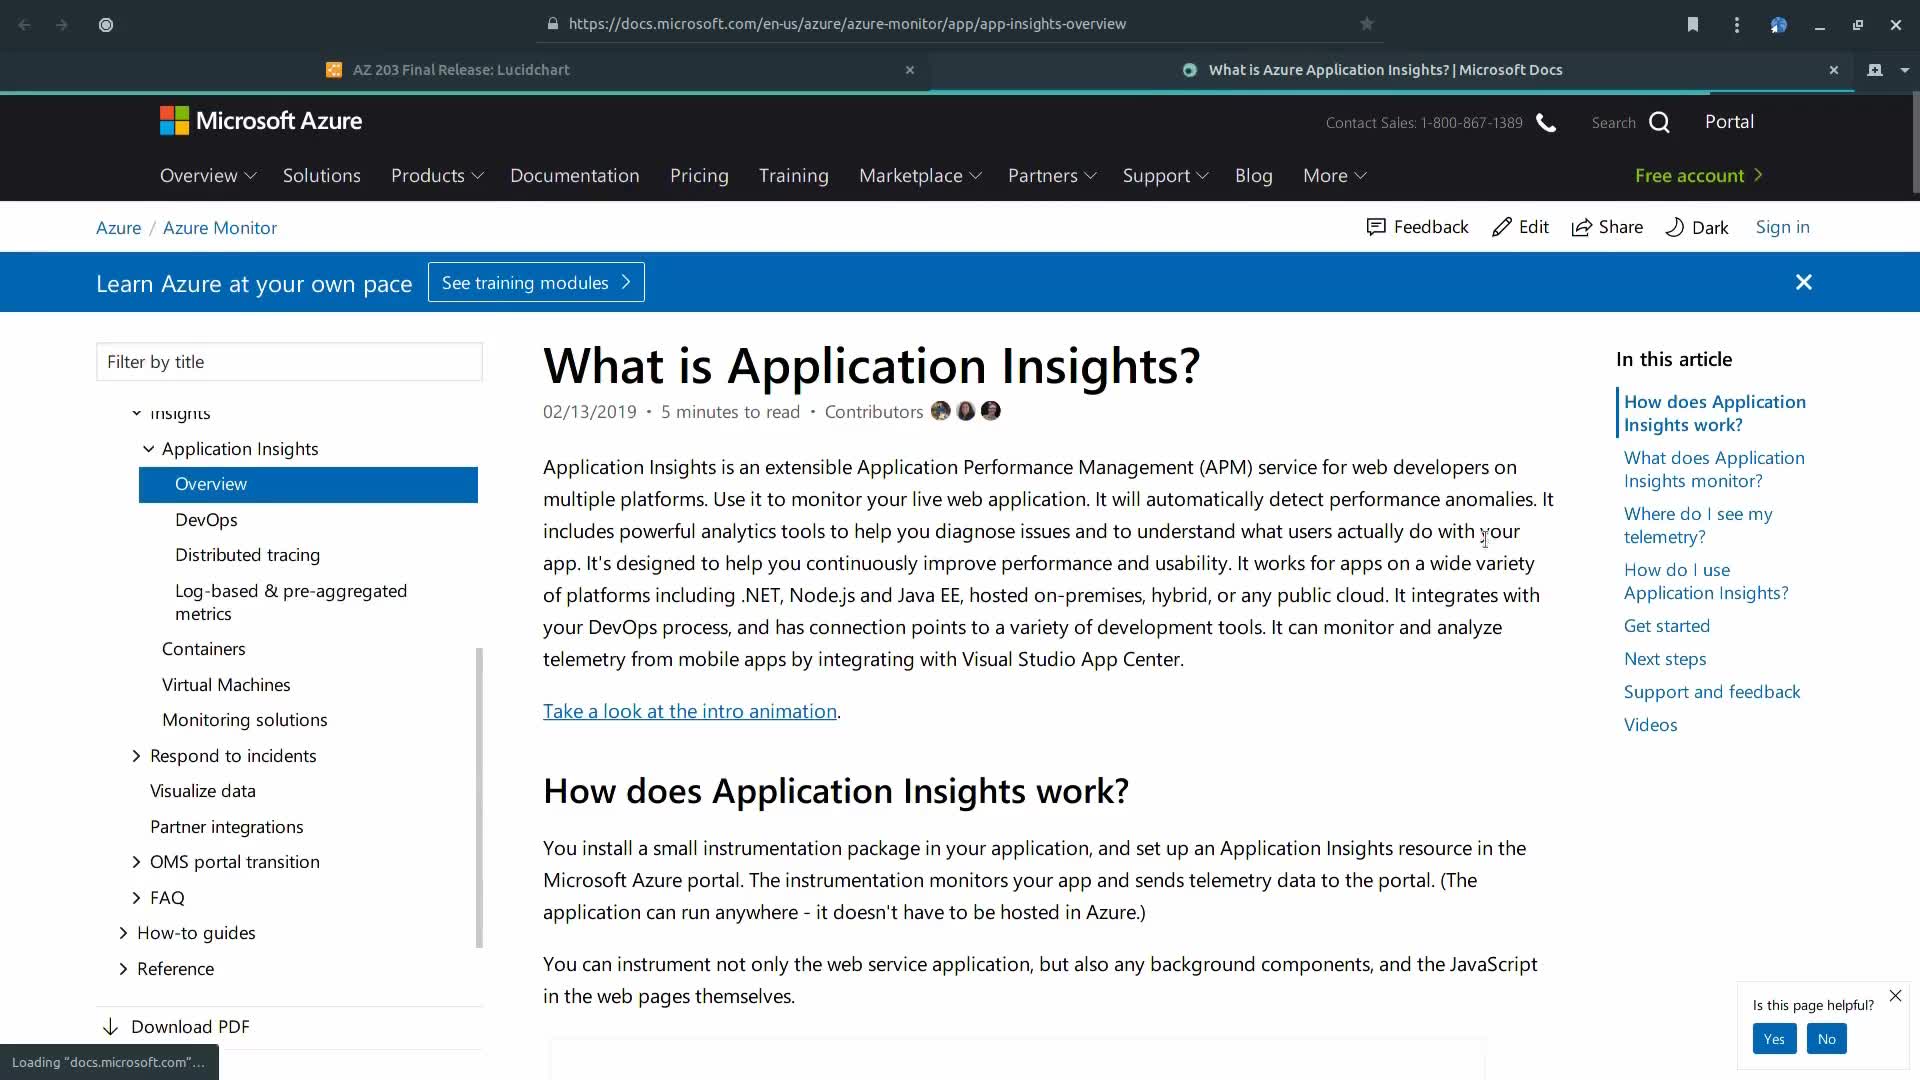 https://docs.microsoft.com/en-us/azure/azure-monitor/app/app-insights-overview
AZ 203 Final Release: Lucidchart
What is Azure Application Insights? | Microsoft Docs
Microsoft Azure
Contact Sales: 1-800-867-1389
Search
Portal
Overview
Solutions
Products
Documentation
Pricing
Training
Marketplace
Partners
Support
Blog
More
Free account
Azure / Azure Monitor
Feedback
Edit
Share
Dark
Sign in
Learn Azure at your own pace
See training modules
Filter by title
Insights
Application Insights
Overview
DevOps
Distributed tracing
Log-based & pre-aggregated
metrics
Containers
Virtual Machines
Monitoring solutions
Respond to incidents
Visualize data
Partner integrations
OMS portal transition
FAQ
How-to guides
Reference
Download PDF
Loading "docs.microsoft.com"...
What is Application Insights?
02/13/2019 • 5 minutes to read • Contributors
Application Insights is an extensible Application Performance Management (APM) service for web developers on
multiple platforms. Use it to monitor your live web application. It will automatically detect performance anomalies. It
includes powerful analytics tools to help you diagnose issues and to understand what users actually do with your
app. It's designed to help you continuously improve performance and usability. It works for apps on a wide variety
of platforms including .NET, Node.js and Java EE, hosted on-premises, hybrid, or any public cloud. It integrates with
your DevOps process, and has connection points to a variety of development tools. It can monitor and analyze
telemetry from mobile apps by integrating with Visual Studio App Center.
Take a look at the intro animation.
How does Application Insights work?
You install a small instrumentation package in your application, and set up an Application Insights resource in the
Microsoft Azure portal. The instrumentation monitors your app and sends telemetry data to the portal. (The
application can run anywhere - it doesn't have to be hosted in Azure.)
You can instrument not only the web service application, but also any background components, and the JavaScript
in the web pages themselves.
In this article
How does Application
Insights work?
What does Application
Insights monitor?
Where do I see my
telemetry?
How do I use
Application Insights?
Get started
Next steps
Support and feedback
Videos
Is this page helpful?
Yes
No